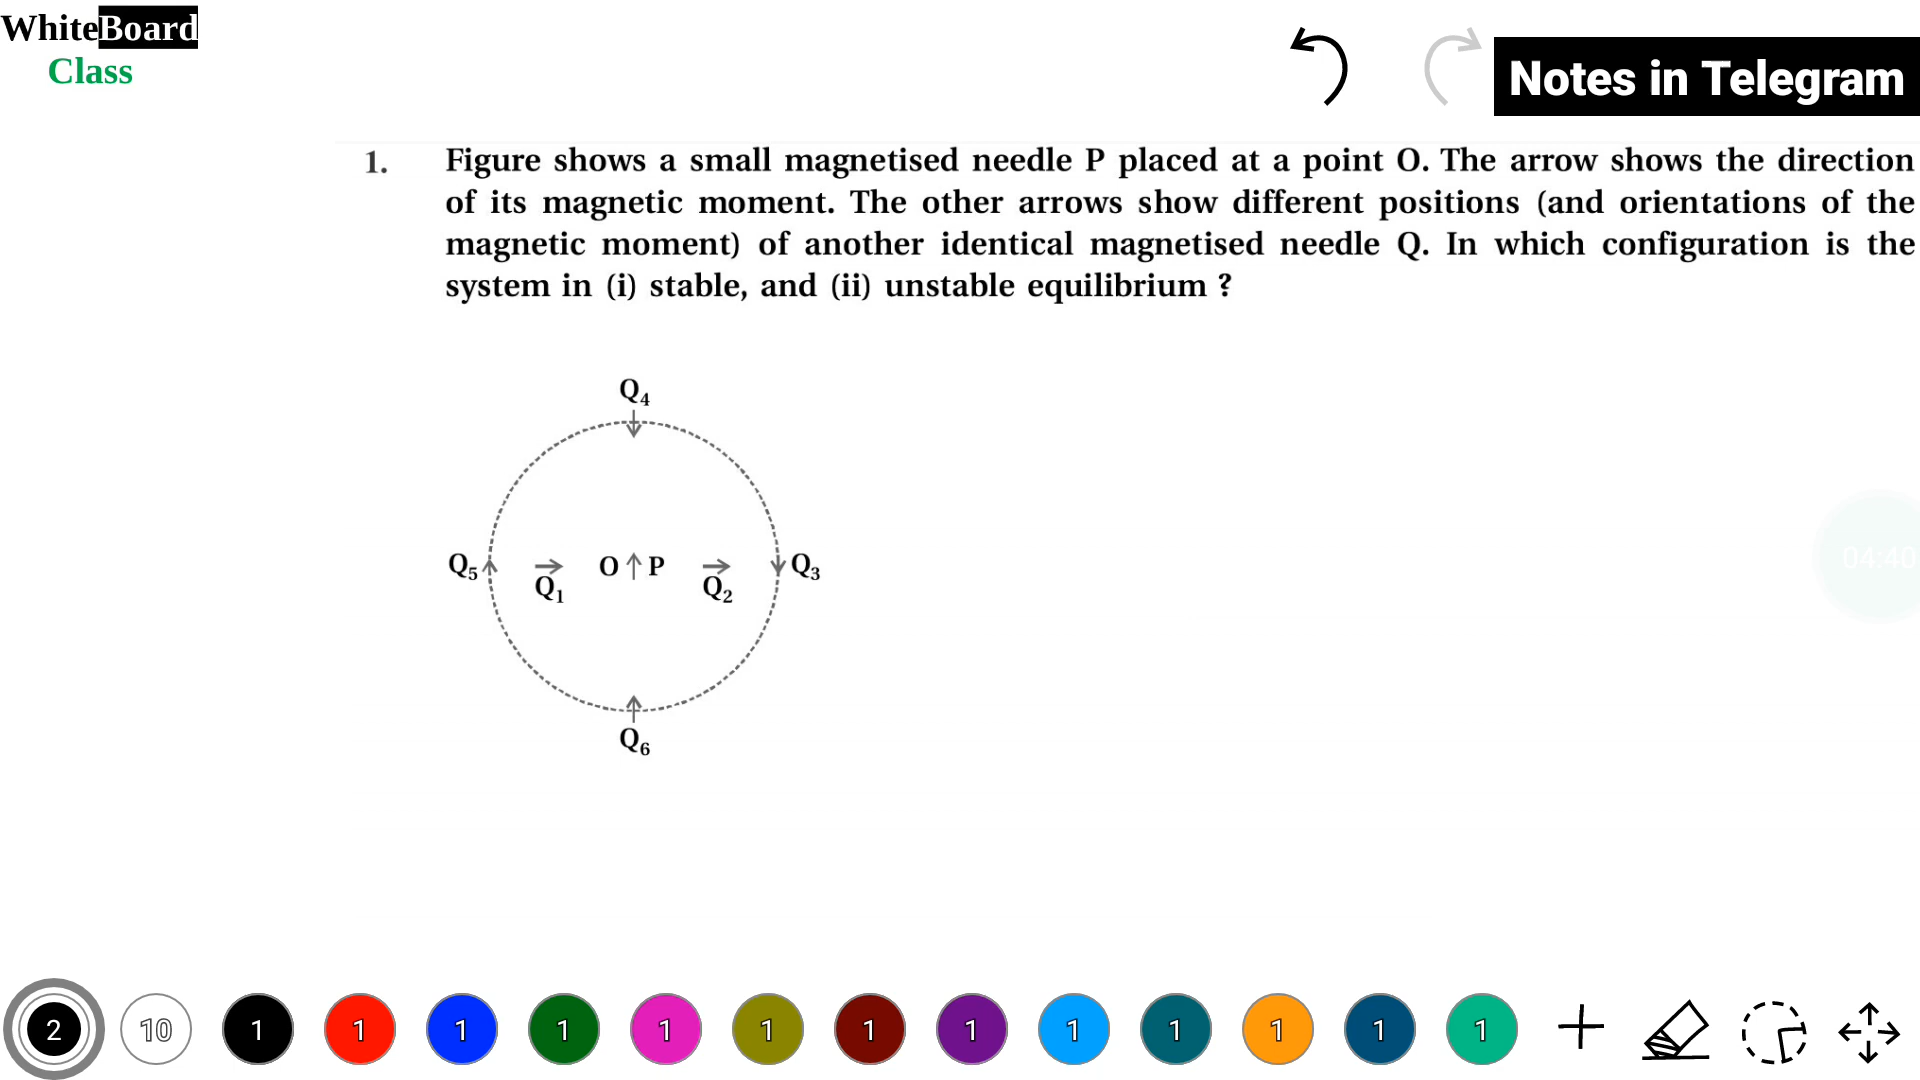 WhiteBoard
Class
Notes in Telegram
1. Figure shows a small magnetised needle P placed at a point O. The arrow shows the direction
of its magnetic moment. The other arrows show different positions (and orientations of the
magnetic moment) of another identical magnetised needle Q. In which configuration is the
system in (i) stable, and (ii) unstable equilibrium ?
Q4
Q5 Q1 O P Q2 Q3
Q6
04:40
2 10 1 1 1 1 1 1 1 1 1 1 1 1 1